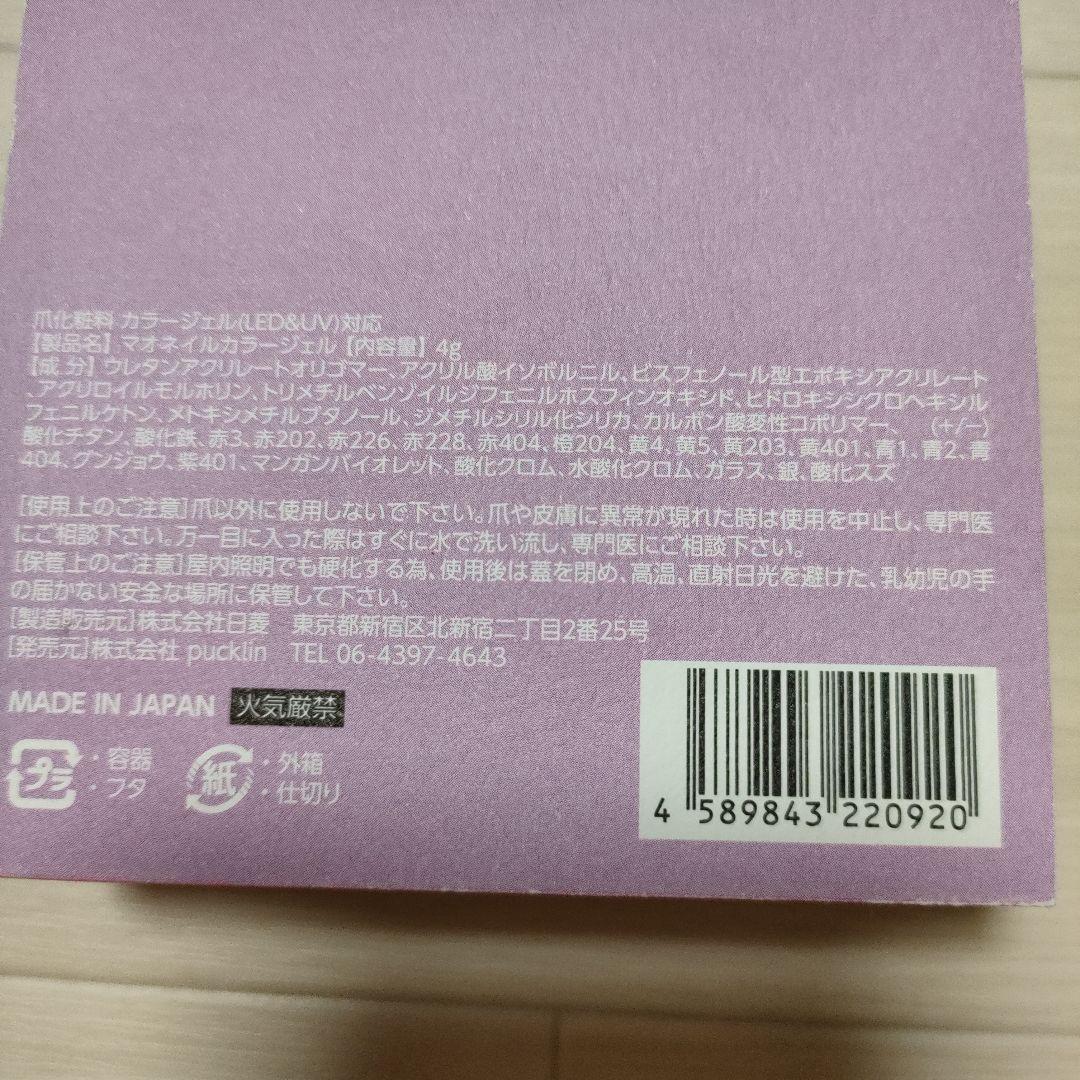 爪化粧料 カラージェル(LED&UV)対応
【製品名】マオネイルカラージェル【内容量】4g
【成 分】ウレタンアクリレートオリゴマー、アクリル酸イソボルニル、ビスフェノール型エポキシアクリレート
、アクリロイルモルホリン、トリメチルベンゾイルジフェニルホスフィンオキシド、ヒドロキシシクロヘキシル
フェニルケトン、メトキシメチルブタノール、ジメチルシリル化シリカ、カルボン酸変性コポリマー、 (+/−)
酸化チタン、酸化鉄、赤3、赤202、赤226、赤228、赤404、橙204、黄4、黄5、黄203、黄401、青1、青2、青
404、グンジョウ、紫401、マンガンバイオレット、酸化クロム、水酸化クロム、ガラス、銀、酸化スズ
[使用上のご注意]爪以外に使用しないで下さい。爪や皮膚に異常が現れた時は使用を中止し、専門医
にご相談下さい。万一目に入った際はすぐに水で洗い流し、専門医にご相談下さい。
[保管上のご注意]屋内照明でも硬化する為、使用後は蓋を閉め、高温、直射日光を避けた、乳幼児の手
の届かない安全な場所に保管して下さい。
[製造販売元]株式会社日菱 東京都新宿区北新宿二丁目2番25号
[発売元]株式会社 pucklin TEL 06-4397-4643
MADE IN JAPAN 火気厳禁
プラ ・容器 ・フタ 紙 ・外箱 ・仕切り
4 589843 220920